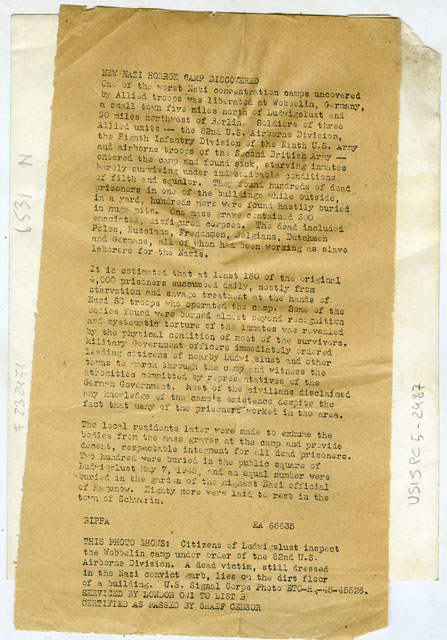 NEW NAZI HORROR CAMP DISCOVERED
One of the worst Nazi concentration camps uncovered
by Allied troops was liberated at Wobbelin, Germany,
a small town five miles north of Ludwigslust and
90 miles northwest of Berlin. Soldiers of three
Allied units -- the 82nd U.S. Airborne Division,
the Eighth Infantry Division of the Ninth U.S. Army
and airborne troops of the Second British Army --
entered the camp and found sick, starving inmates
barely surviving under indescribable conditions
of filth and squalor. They found hundreds of dead
prisoners in one of the buildings while outside,
in a yard, hundreds more were found hastily buried
in huge pits. One mass grave contained 300
emaciated, disfigured corpses. The dead included
Poles, Russians, Frenchmen, Belgians, Dutchmen
and Germans, all of whom had been working as slave
laborers for the Nazis.
It is estimated that at least 150 of the original
4,000 prisoners succumbed daily, mostly from
starvation and savage treatment at the hands of
Nazi SS troops who operated the camp. Some of the
bodies found were burned almost beyond recognition
and systematic torture of the inmates was revealed
by the physical condition of most of the survivors.
Military Government officers immediately ordered
leading citizens of nearby Ludwigslust and other
towns to march through the camp and witness the
atrocities committed by representatives of the
German Government. Most of the civilians disclaimed
any knowledge of the camp's existence despite the
fact that many of the prisoners worked in the area.
The local residents later were made to exhume the
bodies from the mass graves at the camp and provide
decent, respectable interment for all dead prisoners.
Two hundred were buried in the public square of
Ludwigslust May 7, 1945, and an equal number were
buried in the garden of the highest Nazi official
of Hagenow. Eighty more were laid to rest in the
town of Schwerin.
BIPPA EA 66635
THIS PHOTO SHOWS: Citizens of Ludwigslust inspect
the Wobbelin camp under order of the 82nd U.S.
Airborne Division. A dead victim, still dressed
in the Nazi convict garb, lies on the dirt floor
of a building. U.S. Signal Corps Photo ETO-HQ-45-45526.
SERVICED BY LONDON OWI TO LIST B
CERTIFIED AS PASSED BY SHAEF CENSOR
6531 N
USISPC5-2487